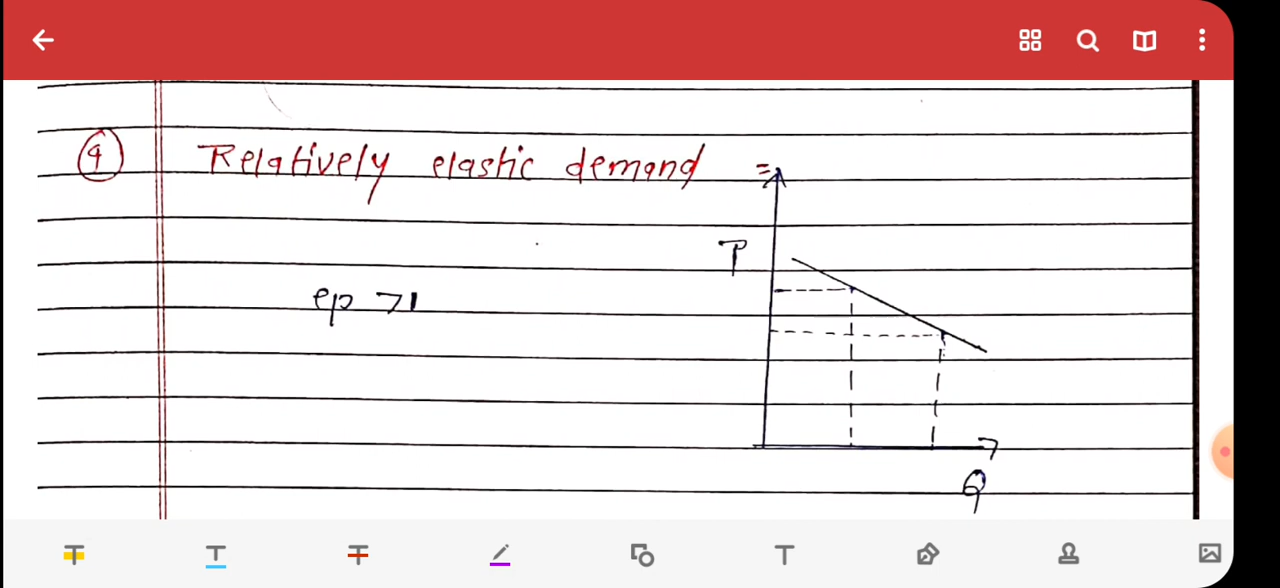 ④ Relatively elastic demand
P
ep >1
Q